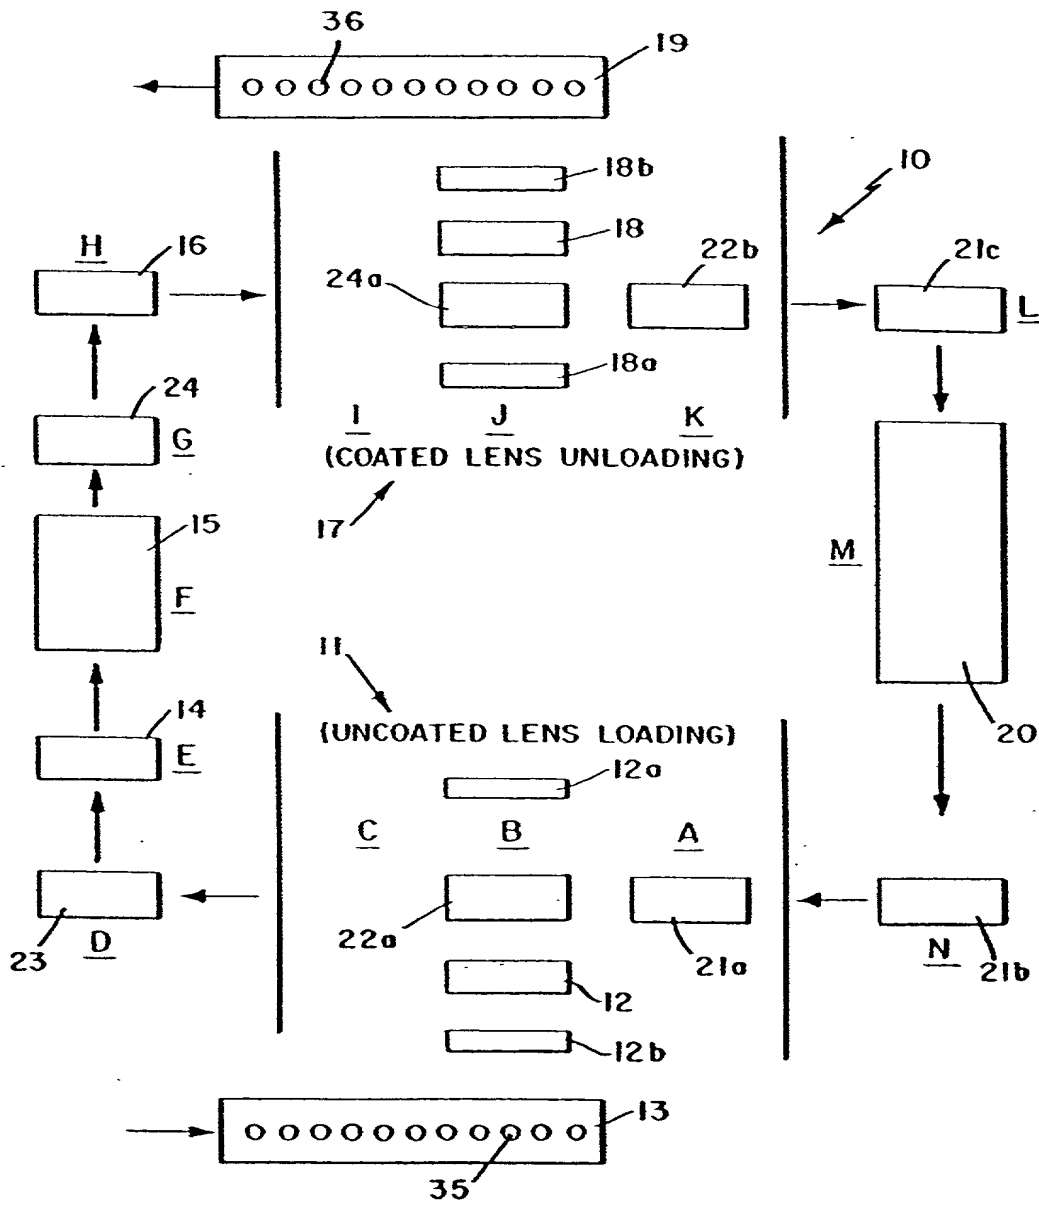 36
19
18b
10
18
H
16
22b
21c
24a
L
18a
24
I
J
K
G
(COATED LENS UNLOADING)
15
17
M
F
11
14
(UNCOATED LENS LOADING)
20
E
12a
C
B
A
22a
23
D
21a
N
21b
12
12b
13
35